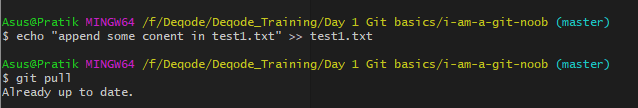 Asus@Pratik MINGW64 /f/Deqode/Deqode_Training/Day 1 Git basics/i-am-a-git-noob (master)
$ echo "append some conent in test1.txt" >> test1.txt
Asus@Pratik MINGW64 /f/Deqode/Deqode_Training/Day 1 Git basics/i-am-a-git-noob (master)
$ git pull
Already up to date.